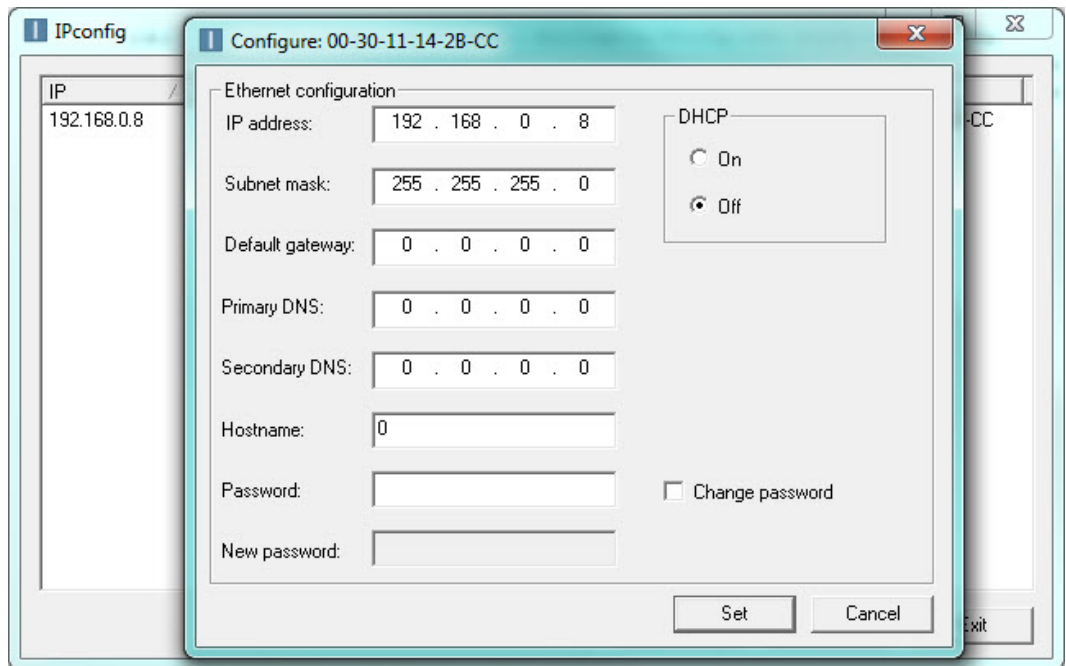 IPconfig
Configure: 00-30-11-14-2B-CC
IP
192.168.0.8
-CC
Ethernet configuration
IP address: 192 . 168 . 0 . 8
DHCP
On
Off
Subnet mask: 255 . 255 . 255 . 0
Default gateway: 0 . 0 . 0 . 0
Primary DNS: 0 . 0 . 0 . 0
Secondary DNS: 0 . 0 . 0 . 0
Hostname: 0
Password:
Change password
New password:
Set
Cancel
Exit